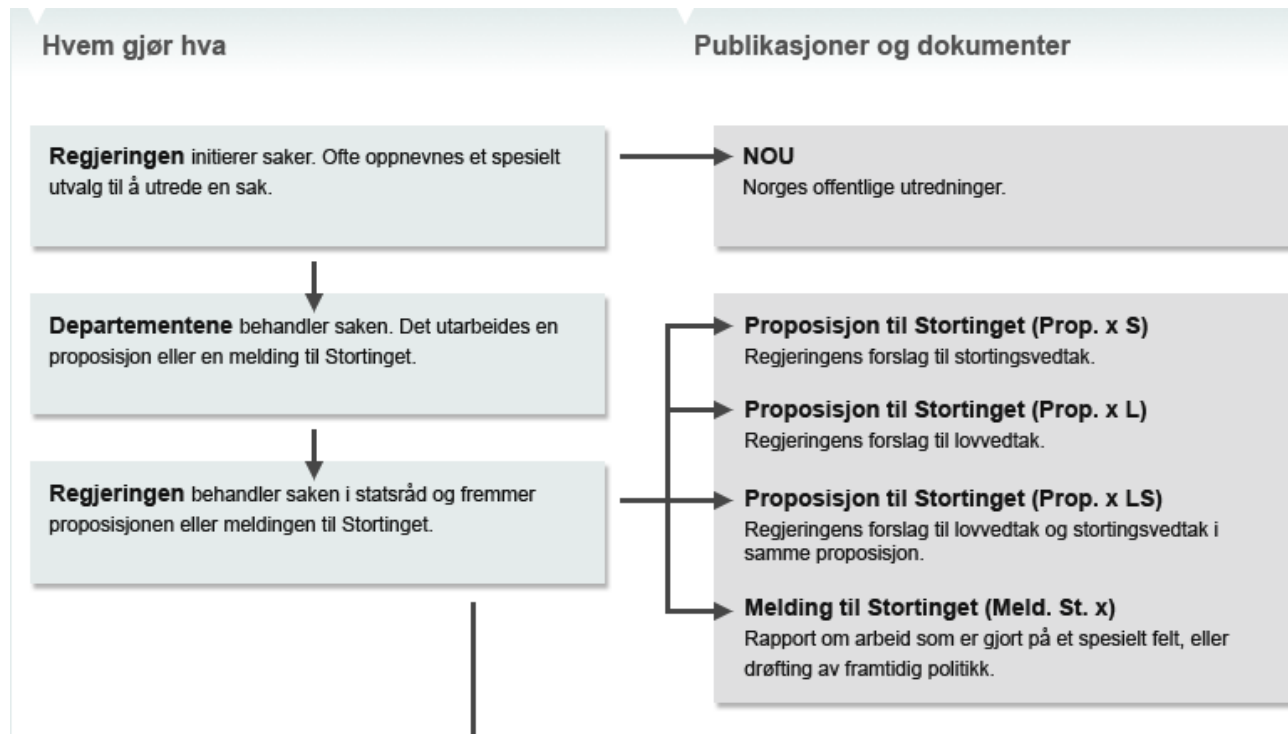 Hvem gjør hva
Publikasjoner og dokumenter
Regjeringen initierer saker. Ofte oppnevnes et spesielt
utvalg til å utrede en sak.
NOU
Norges offentlige utredninger.
Departementene behandler saken. Det utarbeides en
proposisjon eller en melding til Stortinget.
Regjeringen behandler saken i statsråd og fremmer
proposisjonen eller meldingen til Stortinget.
Proposisjon til Stortinget (Prop. x S)
Regjeringens forslag til stortingsvedtak.
Proposisjon til Stortinget (Prop. x L)
Regjeringens forslag til lovvedtak.
Proposisjon til Stortinget (Prop. x LS)
Regjeringens forslag til lovvedtak og stortingsvedtak i
samme proposisjon.
Melding til Stortinget (Meld. St. x)
Rapport om arbeid som er gjort på et spesielt felt, eller
drøfting av framtidig politikk.